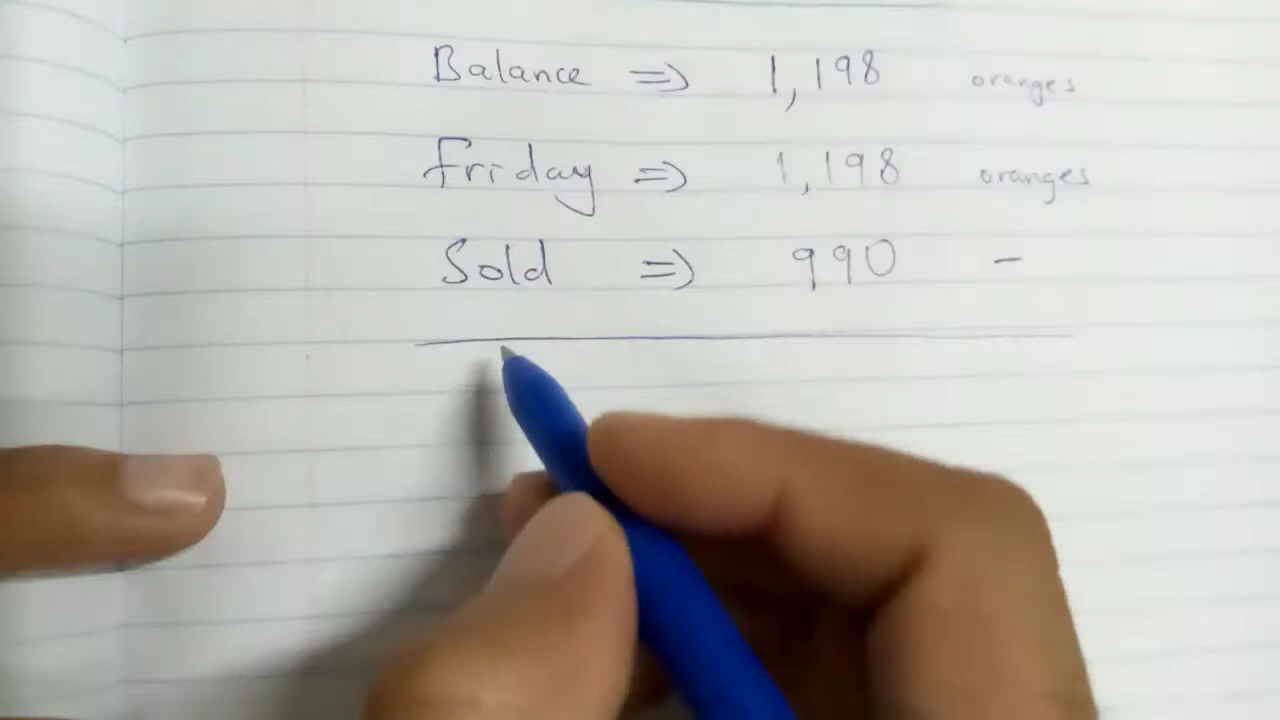 Balance => 1,198 oranges
Friday => 1,198 oranges
Sold => 990 -